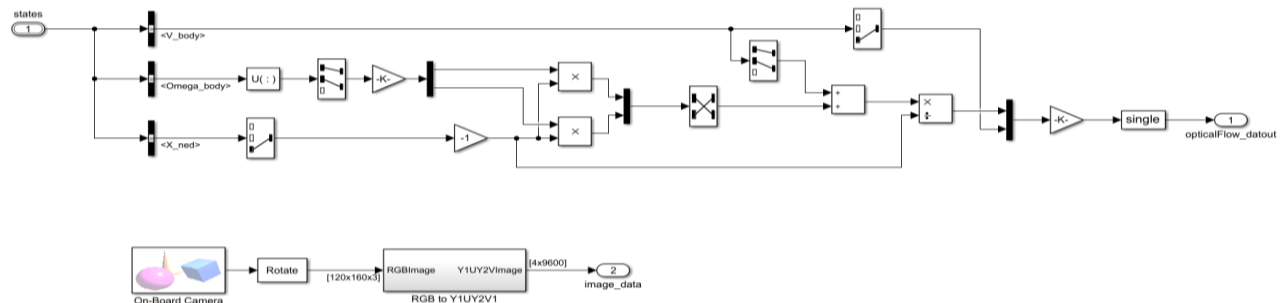 states
1
<V_body>
<Omega_body>
U( : )
-K-
×
×
<X_ned>
-1
+
+
×
÷
-K-
single
1
opticalFlow_datout
On-Board Camera
Rotate
[120x160x3]
RGBImage Y1UY2VImage
RGB to Y1UY2V1
[4x9600]
2
image_data